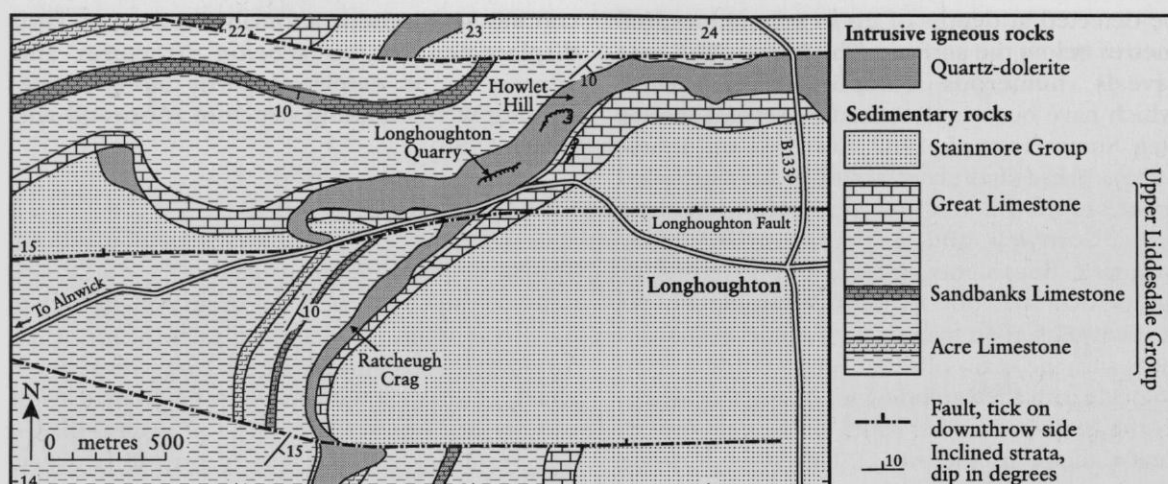 22
23
24
10
Howlet
Hill
10
Longhoughton
Quarry
B1339
Longhoughton Fault
15
Longhoughton
To Alnwick
10
Ratcheugh
Crag
N
0 metres 500
15
14
Intrusive igneous rocks
Quartz-dolerite
Sedimentary rocks
Stainmore Group
Great Limestone
Sandbanks Limestone
Acre Limestone
Upper Liddesdale Group
Fault, tick on
downthrow side
10
Inclined strata,
dip in degrees